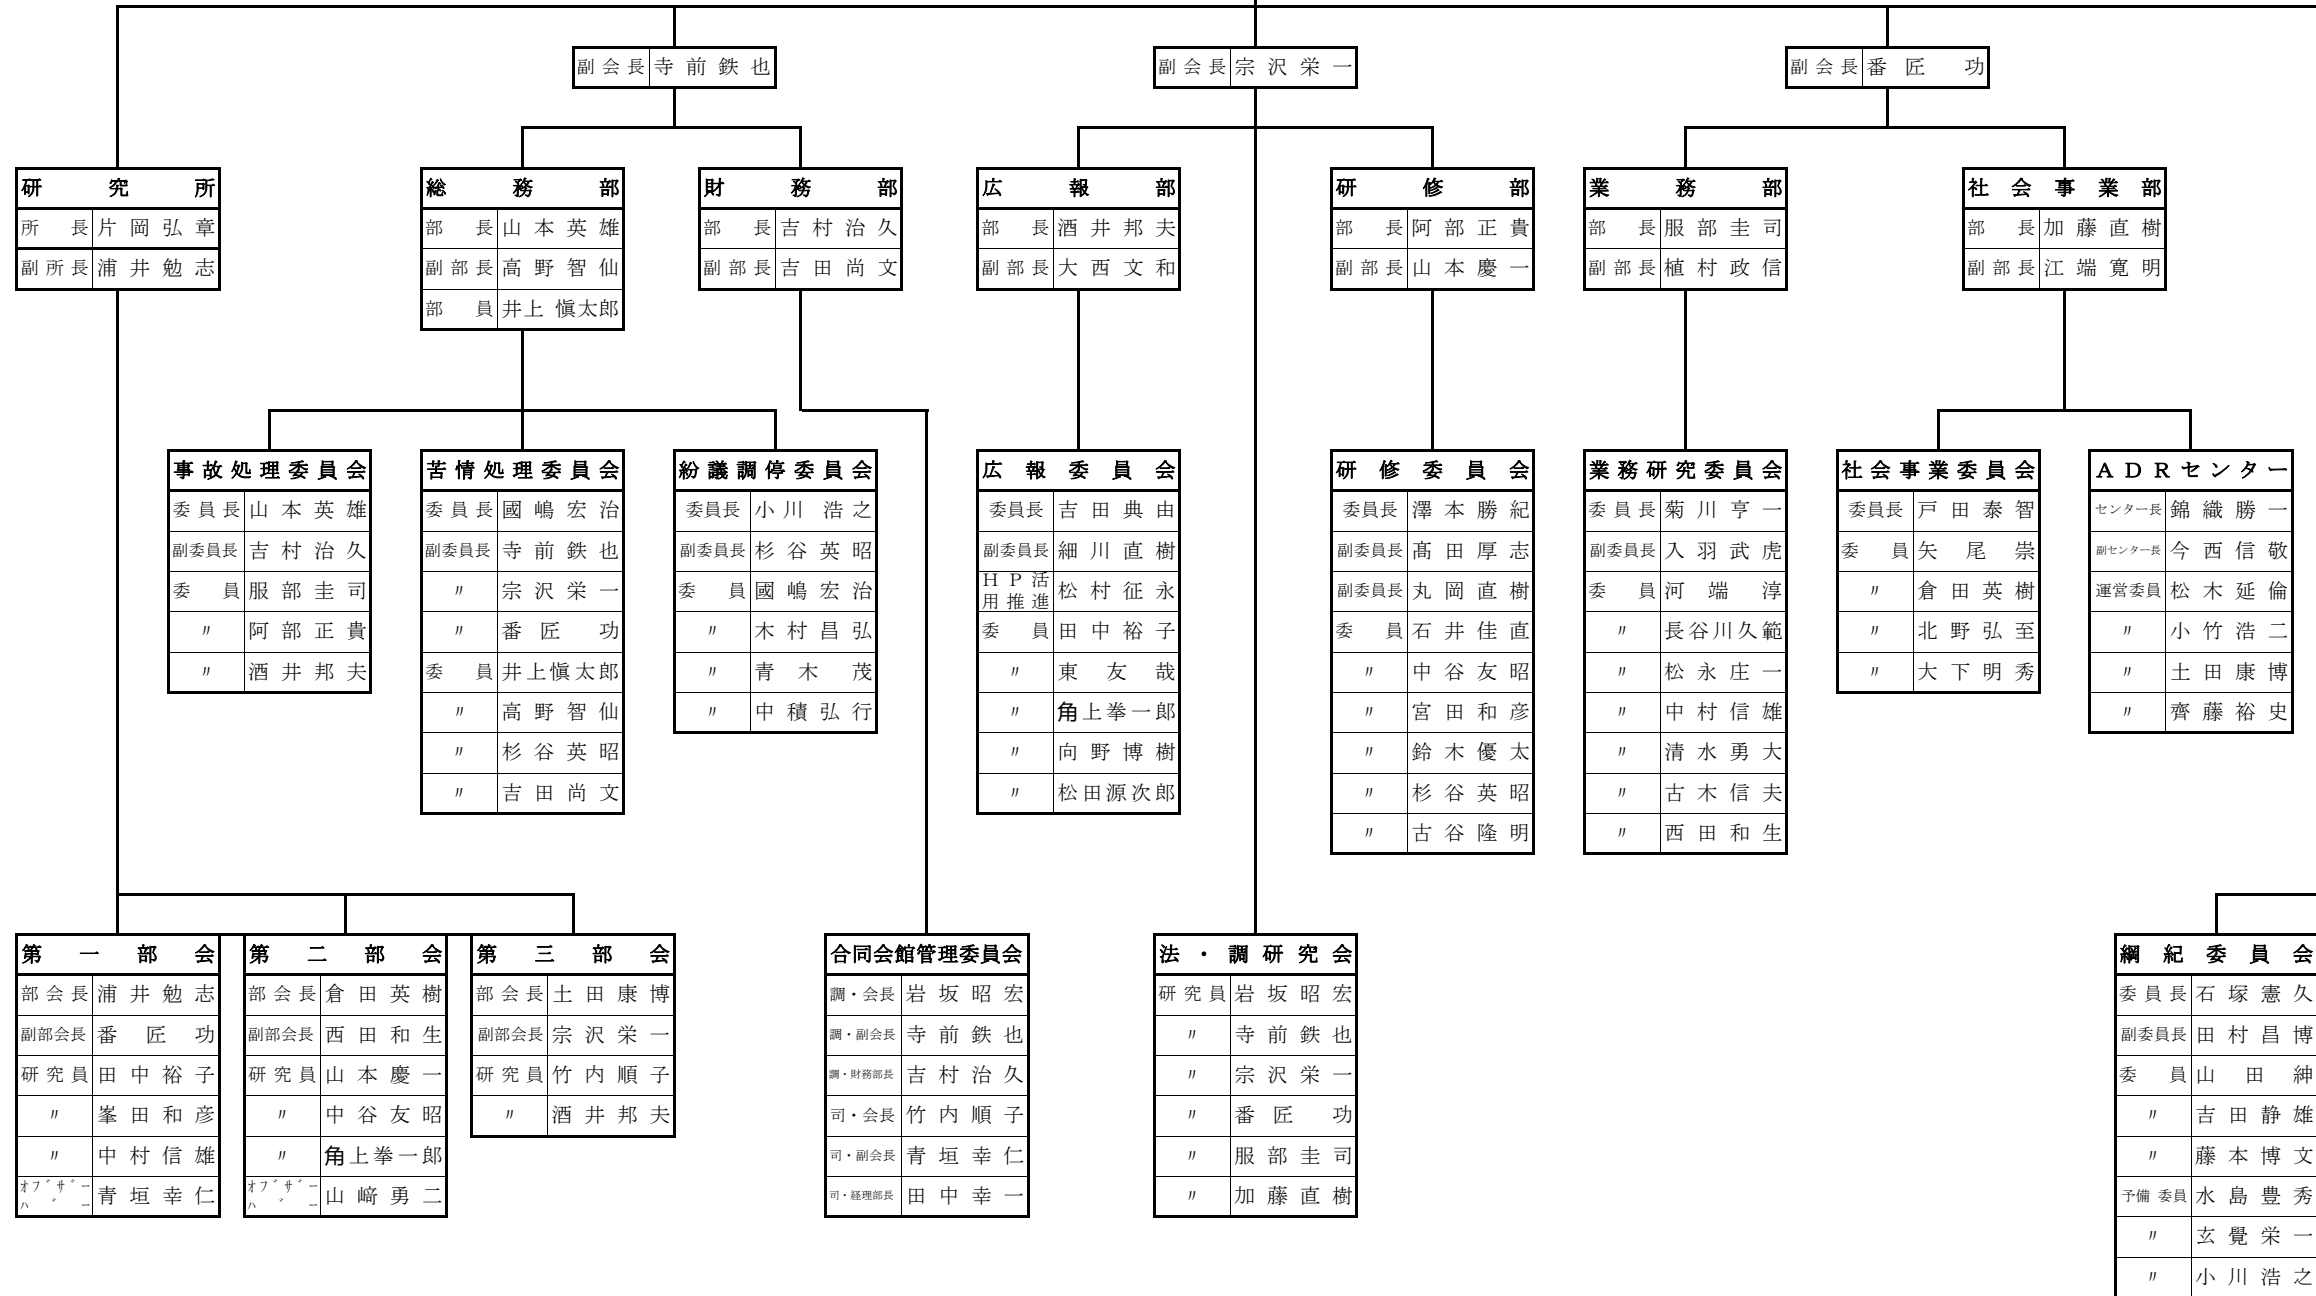 副会長 寺前鉄也
副会長 宗沢栄一
副会長 番匠 功
研究所
所長 片岡弘章
副所長 浦井勉志
総務部
部長 山本英雄
副部長 高野智仙
部員 井上 愼太郎
財務部
部長 吉村治久
副部長 吉田尚文
広報部
部長 酒井邦夫
副部長 大西文和
研修部
部長 阿部正貴
副部長 山本慶一
業務部
部長 服部圭司
副部長 植村政信
社会事業部
部長 加藤直樹
副部長 江端寛明
事故処理委員会
委員長 山本英雄
副委員長 吉村治久
委員 服部圭司
〃 阿部正貴
〃 酒井邦夫
苦情処理委員会
委員長 國嶋宏治
副委員長 寺前鉄也
〃 宗沢栄一
〃 番匠 功
委員 井上愼太郎
〃 高野智仙
〃 杉谷英昭
〃 吉田尚文
紛議調停委員会
委員長 小川 浩之
副委員長 杉谷英昭
委員 國嶋宏治
〃 木村昌弘
〃 青木 茂
〃 中積弘行
広報委員会
委員長 吉田典由
副委員長 細川直樹
ＨＰ活
用推進 松村征永
委員 田中裕子
〃 東友哉
〃 角上拳一郎
〃 向野博樹
〃 松田源次郎
研修委員会
委員長 澤本勝紀
副委員長 髙田厚志
副委員長 丸岡直樹
委員 石井佳直
〃 中谷友昭
〃 宮田和彦
〃 鈴木優太
〃 杉谷英昭
〃 古谷隆明
業務研究委員会
委員長 菊川亨一
副委員長 入羽武虎
委員 河端 淳
〃 長谷川久範
〃 松永庄一
〃 中村信雄
〃 清水勇大
〃 古木信夫
〃 西田和生
社会事業委員会
委員長 戸田泰智
委員 矢尾 崇
〃 倉田英樹
〃 北野弘至
〃 大下明秀
ＡＤＲセンター
センター長 錦織勝一
副センター長 今西信敬
運営委員 松木延倫
〃 小竹浩二
〃 土田康博
〃 齊藤裕史
第一部会
部会長 浦井勉志
副部会長 番匠 功
研究員 田中裕子
〃 峯田和彦
〃 中村信雄
ｵﾌﾞｻﾞｰ
ﾊﾞｰ 青垣幸仁
第二部会
部会長 倉田英樹
副部会長 西田和生
研究員 山本慶一
〃 中谷友昭
〃 角上拳一郎
ｵﾌﾞｻﾞｰ
ﾊﾞｰ 山﨑勇二
第三部会
部会長 土田康博
副部会長 宗沢栄一
研究員 竹内順子
〃 酒井邦夫
合同会館管理委員会
調・会長 岩坂昭宏
調・副会長 寺前鉄也
調・財務部長 吉村治久
司・会長 竹内順子
司・副会長 青垣幸仁
司・経理部長 田中幸一
法・調研究会
研究員 岩坂昭宏
〃 寺前鉄也
〃 宗沢栄一
〃 番匠 功
〃 服部圭司
〃 加藤直樹
綱紀委員会
委員長 石塚憲久
副委員長 田村昌博
委員 山田 紳
〃 吉田静雄
〃 藤本博文
予備 委員 水島豊秀
〃 玄覺栄一
〃 小川浩之